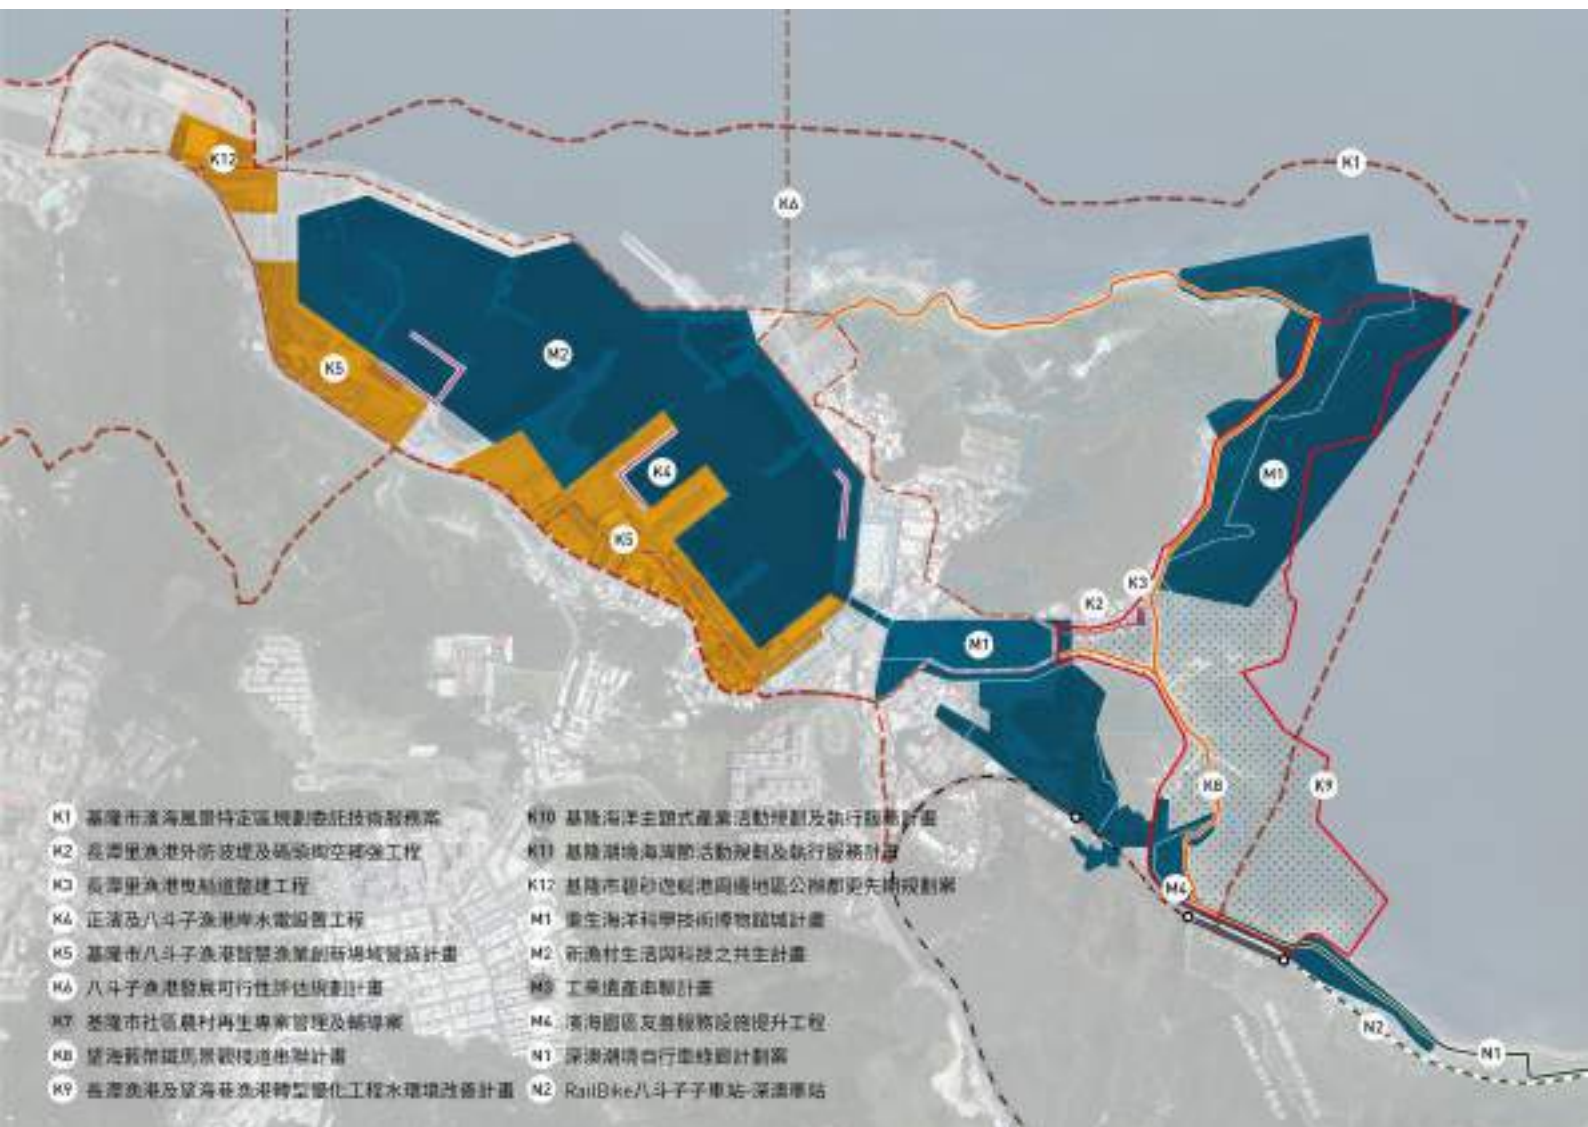 K12
K6
K1
M2
K5
K4
K5
M1
K3
K2
M1
K8
K9
M4
N2
N1
K1 基隆市濱海風景特定區規劃委託技術服務案
K2 長潭里漁港外防波堤及碼頭掏空補強工程
K3 長潭里漁港曳船道整建工程
K4 正濱及八斗子漁港岸水電設置工程
K5 基隆市八斗子漁港智慧漁業創新場域營造計畫
K6 八斗子漁港發展可行性評估規劃計畫
K7 基隆市社區農村再生專案管理及輔導案
K8 望海舊帶鐵馬景觀棧道串聯計畫
K9 長潭漁港及望海巷漁港轉型優化工程水環境改善計畫
K10 基隆海洋主題式產業活動規劃及執行服務計畫
K11 基隆潮境海灣節活動規劃及執行服務計畫
K12 基隆市碧砂遊艇港周邊地區公辦都更先期規劃案
M1 重生海洋科學技術博物館城計畫
M2 新漁村生活與科技之共生計畫
M3 工業遺產串聯計畫
M4 濱海園區友善服務設施提升工程
N1 深澳潮境自行車綠廊計劃案
N2 RailBike八斗子子車站-深澳車站